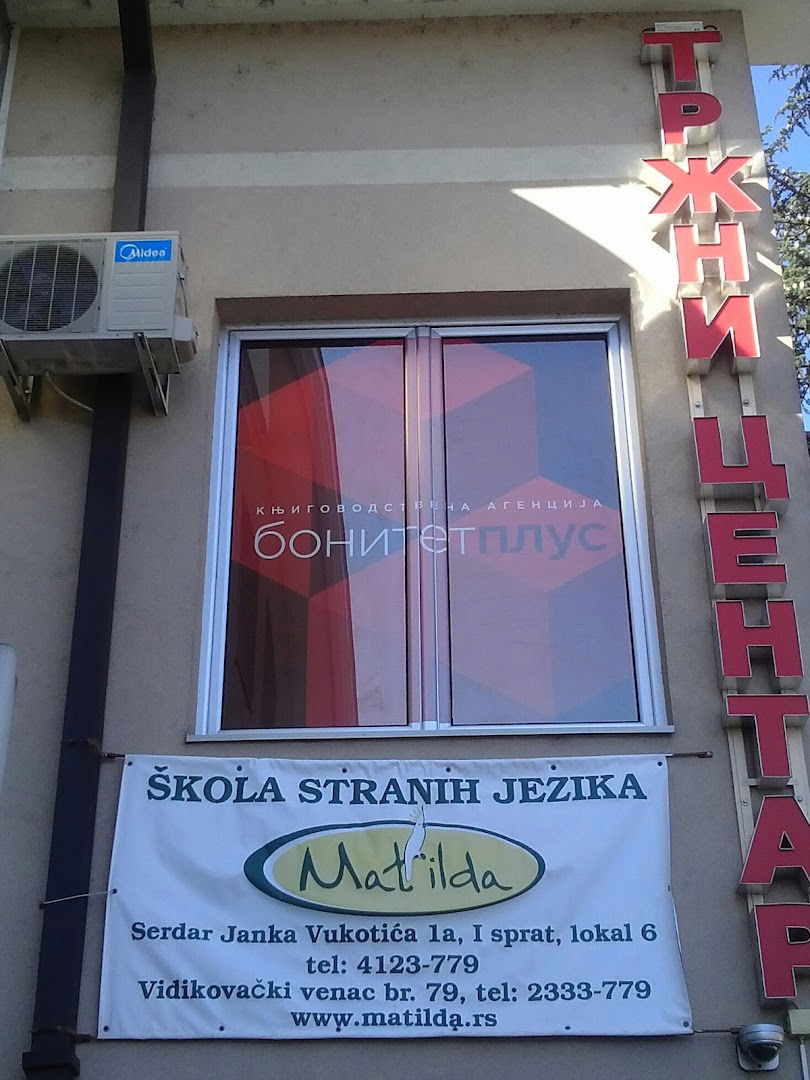 ТРЖНИ ЦЕНТАР
Midea
КЊИГОВОДСТВЕНА АГЕНЦИЈА
бонитетплус
ŠKOLA STRANIH JEZIKA
Matilda
Serdar Janka Vukotića 1a, I sprat, lokal 6
tel: 4123-779
Vidikovački venac br. 79, tel: 2333-779
www.matilda.rs